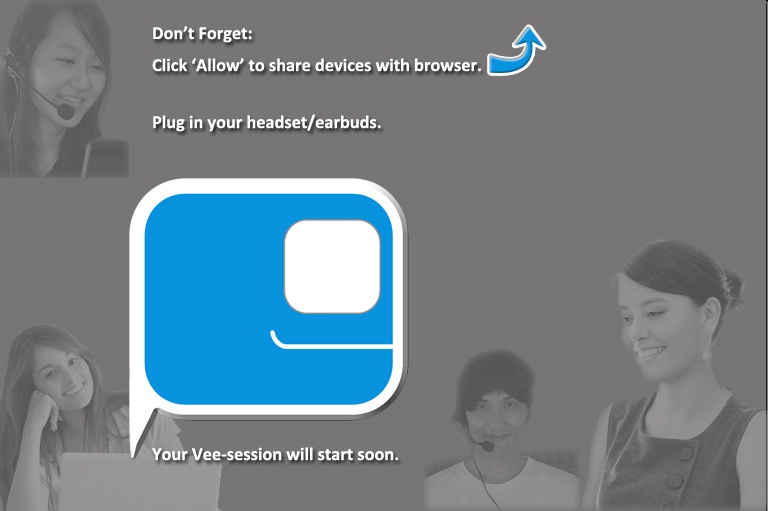 Don’t Forget:
Click ‘Allow’ to share devices with browser.
Plug in your headset/earbuds.
Your Vee-session will start soon.